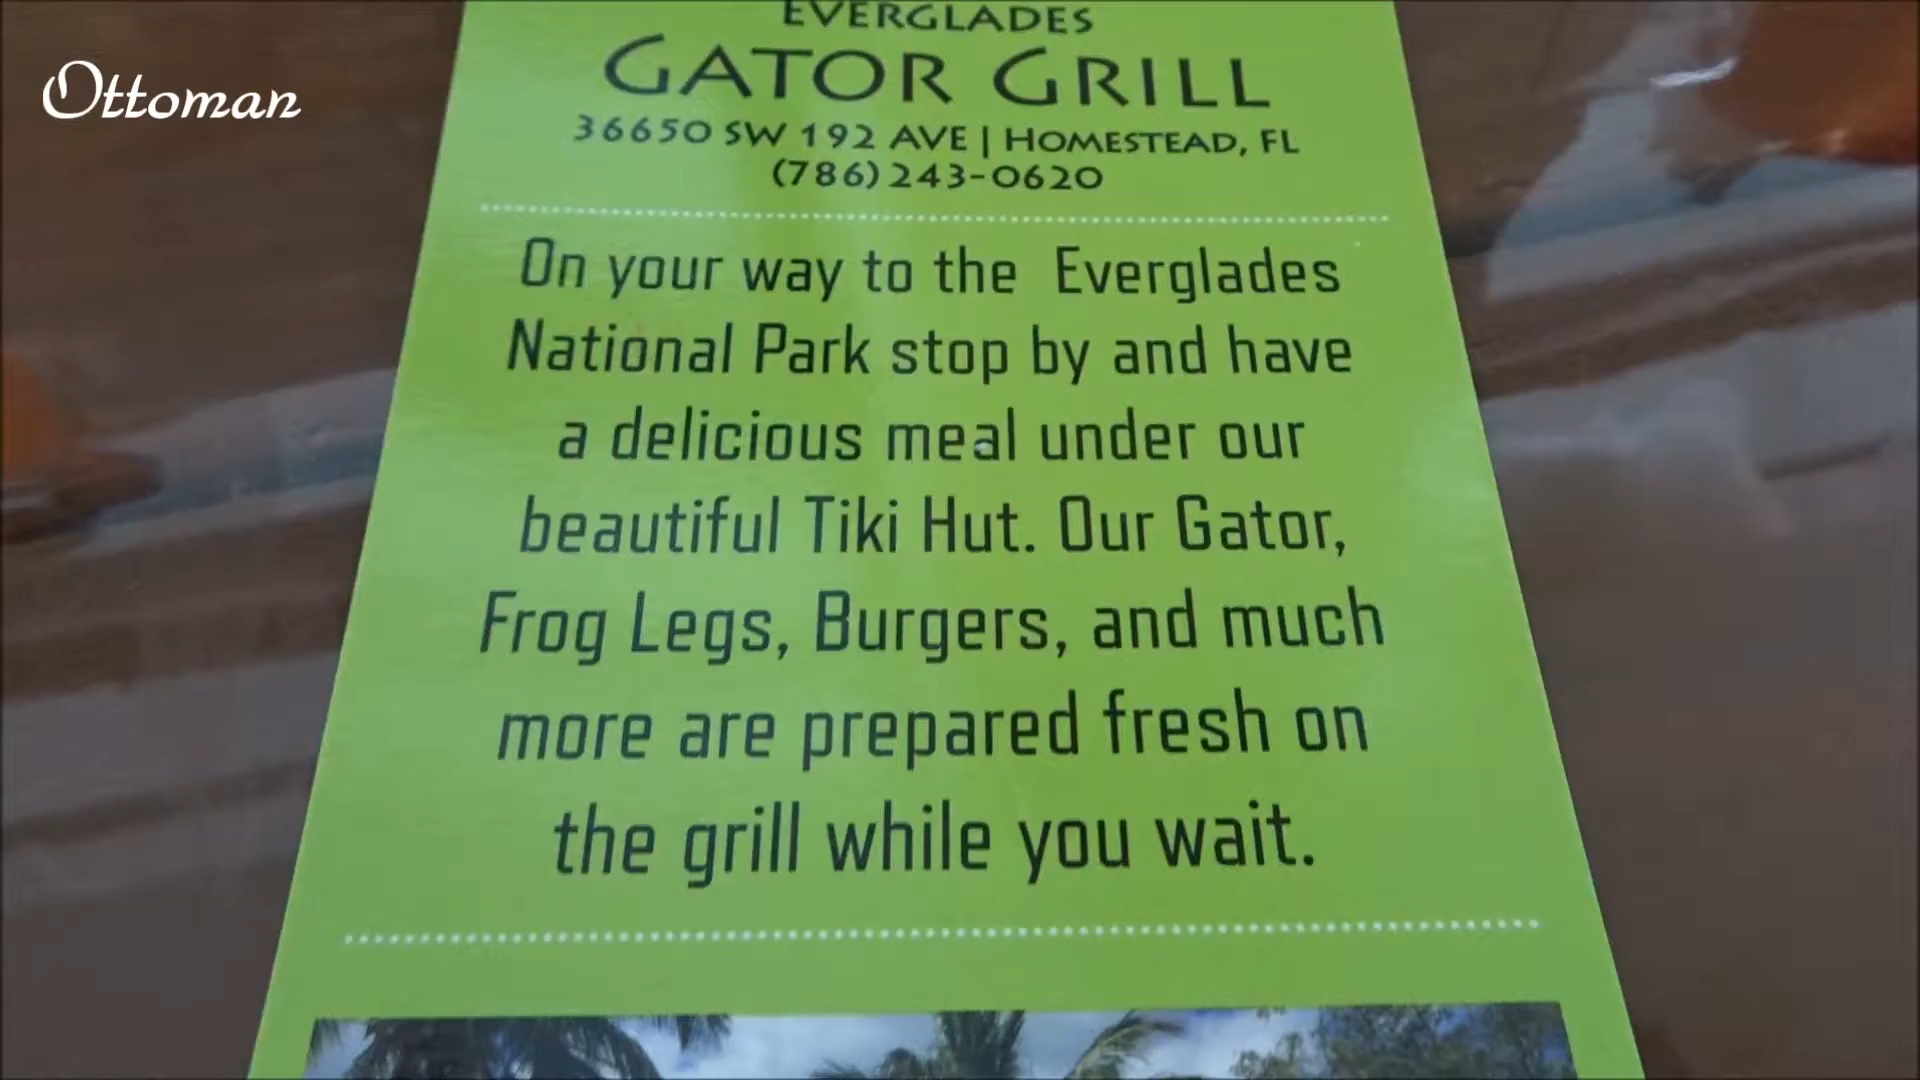 Ottoman
EVERGLADES
GATOR GRILL
36650 SW 192 AVE | HOMESTEAD, FL
(786) 243-0620
On your way to the Everglades
National Park stop by and have
a delicious meal under our
beautiful Tiki Hut. Our Gator,
Frog Legs, Burgers, and much
more are prepared fresh on
the grill while you wait.